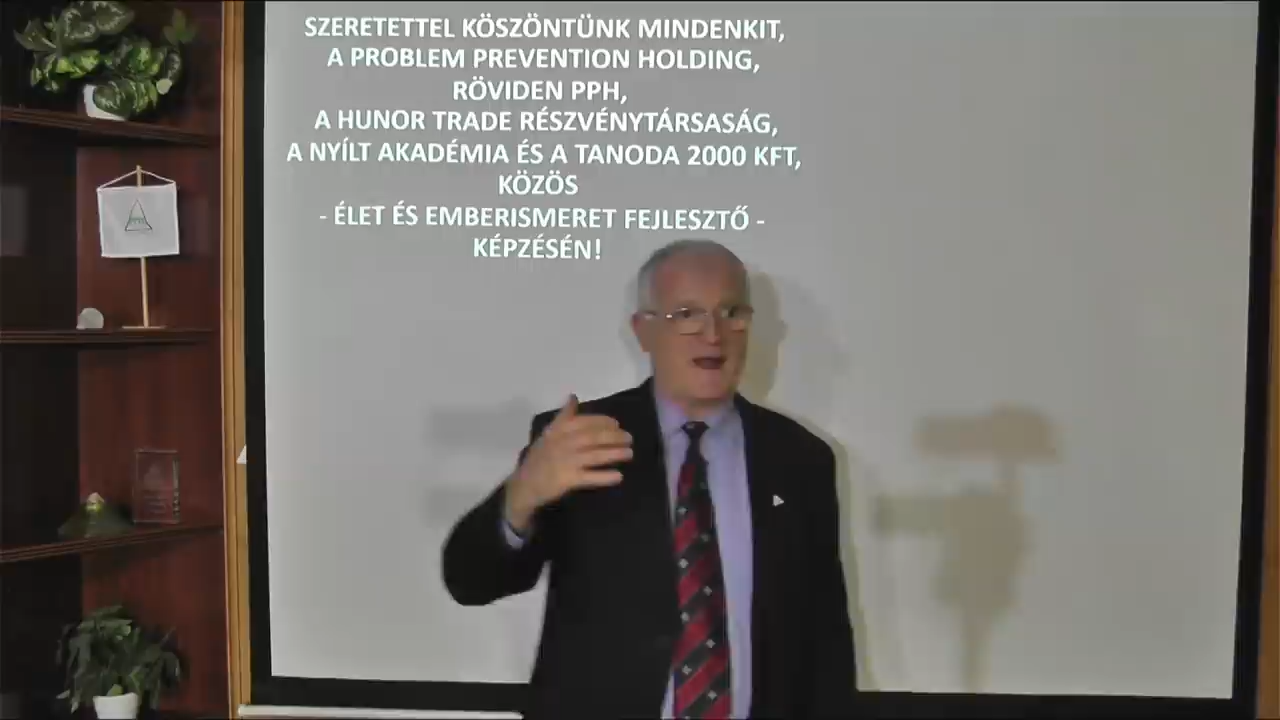 SZERETETTEL KÖSZÖNTÜNK MINDENKIT,
A PROBLEM PREVENTION HOLDING,
RÖVIDEN PPH,
A HUNOR TRADE RÉSZVÉNYTÁRSASÁG,
A NYÍLT AKADÉMIA ÉS A TANODA 2000 KFT,
KÖZÖS
- ÉLET ÉS EMBERISMERET FEJLESZTŐ -
KÉPZÉSÉN!